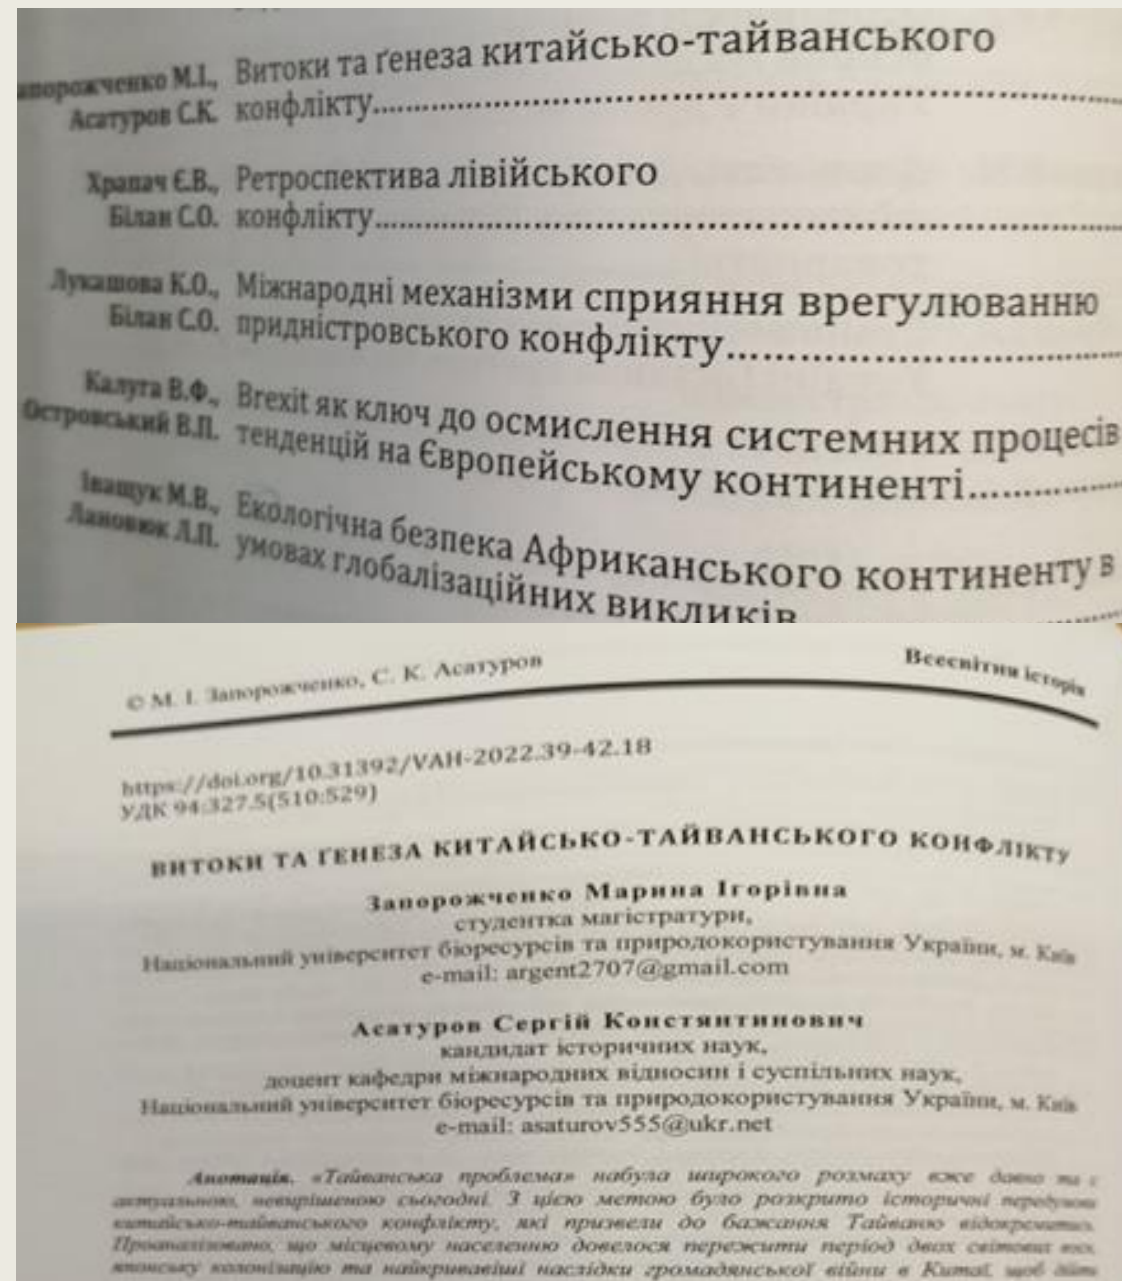 Запорожченко М.І., Витоки та ґенеза китайсько-тайванського
Асатуров С.К. конфлікту
Храпач Є.В., Ретроспектива лівійського
Білан С.О. конфлікту
Лукашова К.О., Міжнародні механізми сприяння врегулюванню
Білан С.О. придністровського конфлікту
Калуга В.Ф., Brexit як ключ до осмислення системних процесів
Островський В.П. тенденцій на Європейському континенті
Іващук М.В., Екологічна безпека Африканського континенту в
Лановюк Л.П. умовах глобалізаційних викликів
© М. І. Запорожченко, С. К. Асатуров Всесвітня історія
https://doi.org/10.31392/VAH-2022.39-42.18
УДК 94:327.5(510:529)
ВИТОКИ ТА ҐЕНЕЗА КИТАЙСЬКО-ТАЙВАНСЬКОГО КОНФЛІКТУ
Запорожченко Марина Ігорівна
студентка магістратури,
Національний університет біоресурсів та природокористування України, м. Київ
e-mail: argent2707@gmail.com
Асатуров Сергій Констянтинович
кандидат історичних наук,
доцент кафедри міжнародних відносин і суспільних наук,
Національний університет біоресурсів та природокористування України, м. Київ
e-mail: asaturov555@ukr.net
Анотація. «Тайванська проблема» набула широкого розмаху вже давно та є
актуальною, невирішеною сьогодні. З цією метою було розкрито історичні передумови
китайсько-тайванського конфлікту, які призвели до бажання Тайваню відокремитись.
Проаналізовано, що місцевому населенню довелося пережити період двох світових
японську колонізацію та найкривавіші наслідки громадянської війни в Китаї, щоб